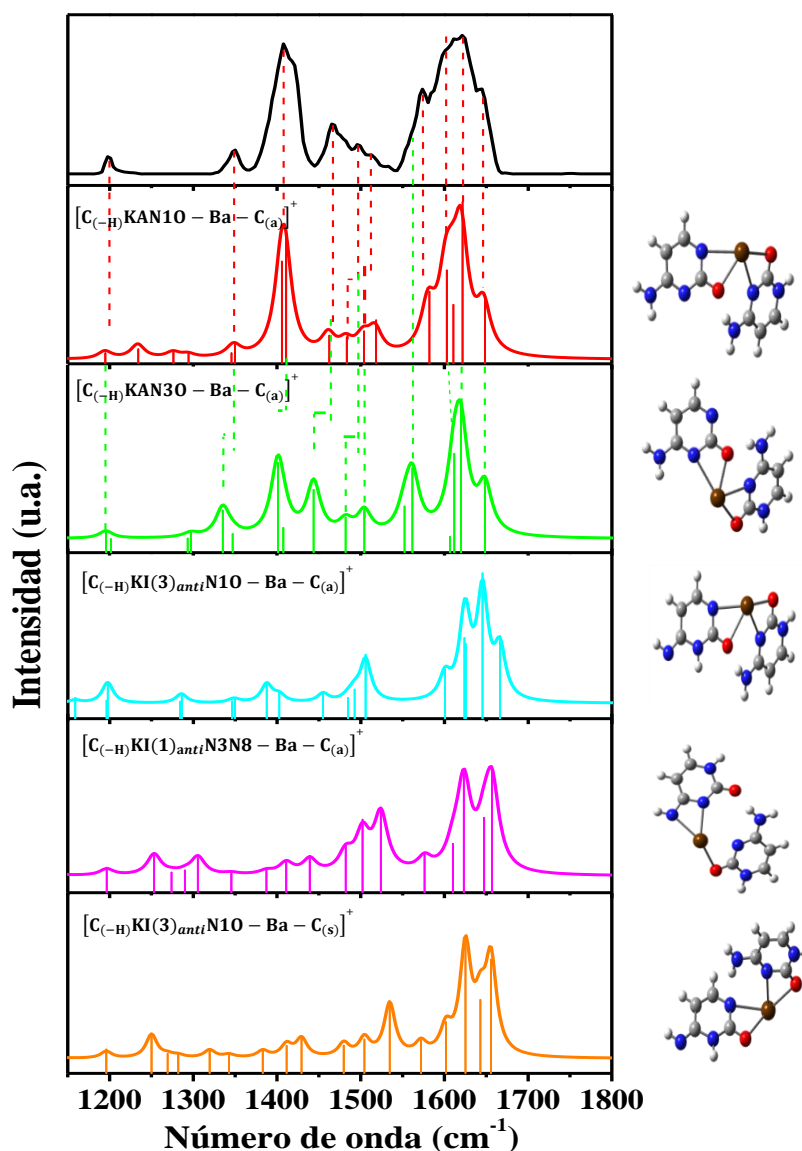 [C(−H)KAN1O − Ba − C(a)]+
[C(−H)KAN3O − Ba − C(a)]+
[C(−H)KI(3)antiN1O − Ba − C(a)]+
[C(−H)KI(1)antiN3N8 − Ba − C(a)]+
[C(−H)KI(3)antiN1O − Ba − C(s)]+
Intensidad (u.a.)
1200 1300 1400 1500 1600 1700 1800
Número de onda (cm-1)